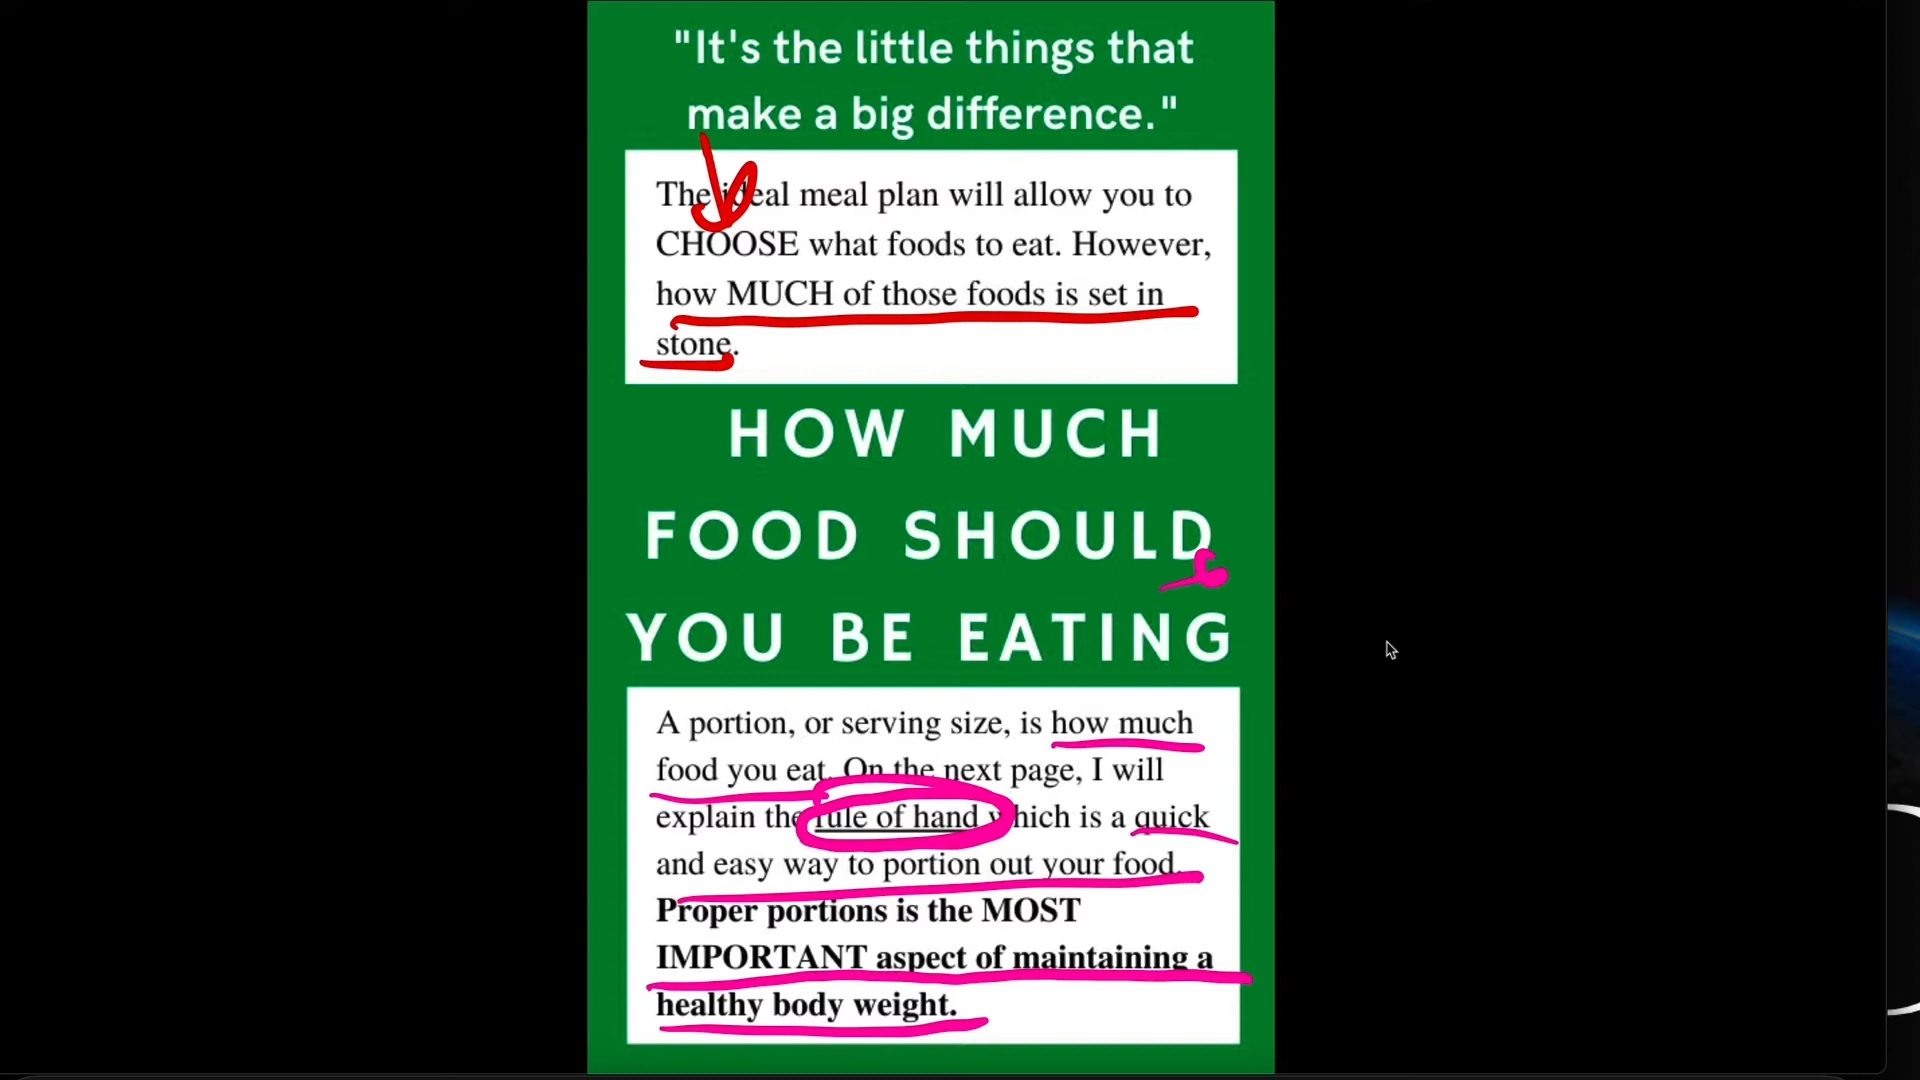 "It's the little things that
make a big difference."
The ideal meal plan will allow you to
CHOOSE what foods to eat. However,
how MUCH of those foods is set in
stone.
HOW MUCH
FOOD SHOULD
YOU BE EATING
A portion, or serving size, is how much
food you eat. On the next page, I will
explain the rule of hand which is a quick
and easy way to portion out your food.
Proper portions is the MOST
IMPORTANT aspect of maintaining a
healthy body weight.